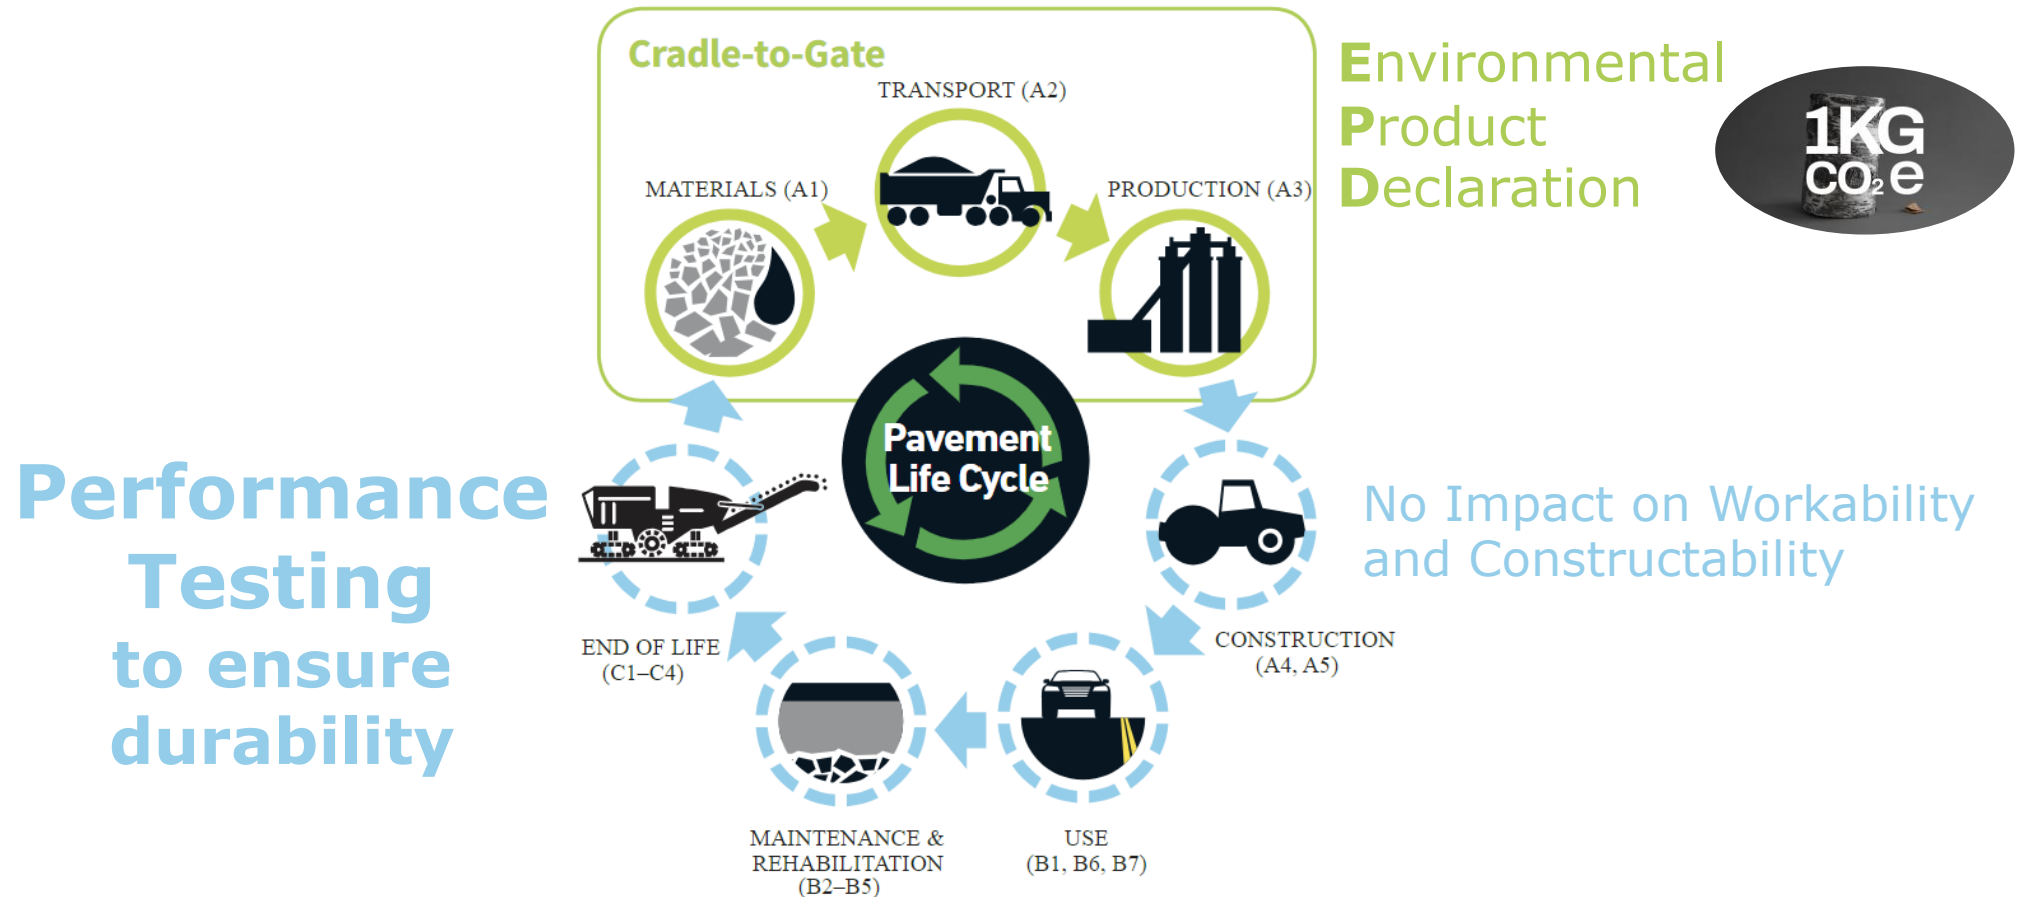 Cradle-to-Gate
TRANSPORT (A2)
MATERIALS (A1)
PRODUCTION (A3)
Environmental
Product
Declaration
1KG
CO₂e
Pavement
Life Cycle
Performance
Testing
to ensure
durability
No Impact on Workability
and Constructability
CONSTRUCTION
(A4, A5)
USE
(B1, B6, B7)
MAINTENANCE &
REHABILITATION
(B2–B5)
END OF LIFE
(C1–C4)